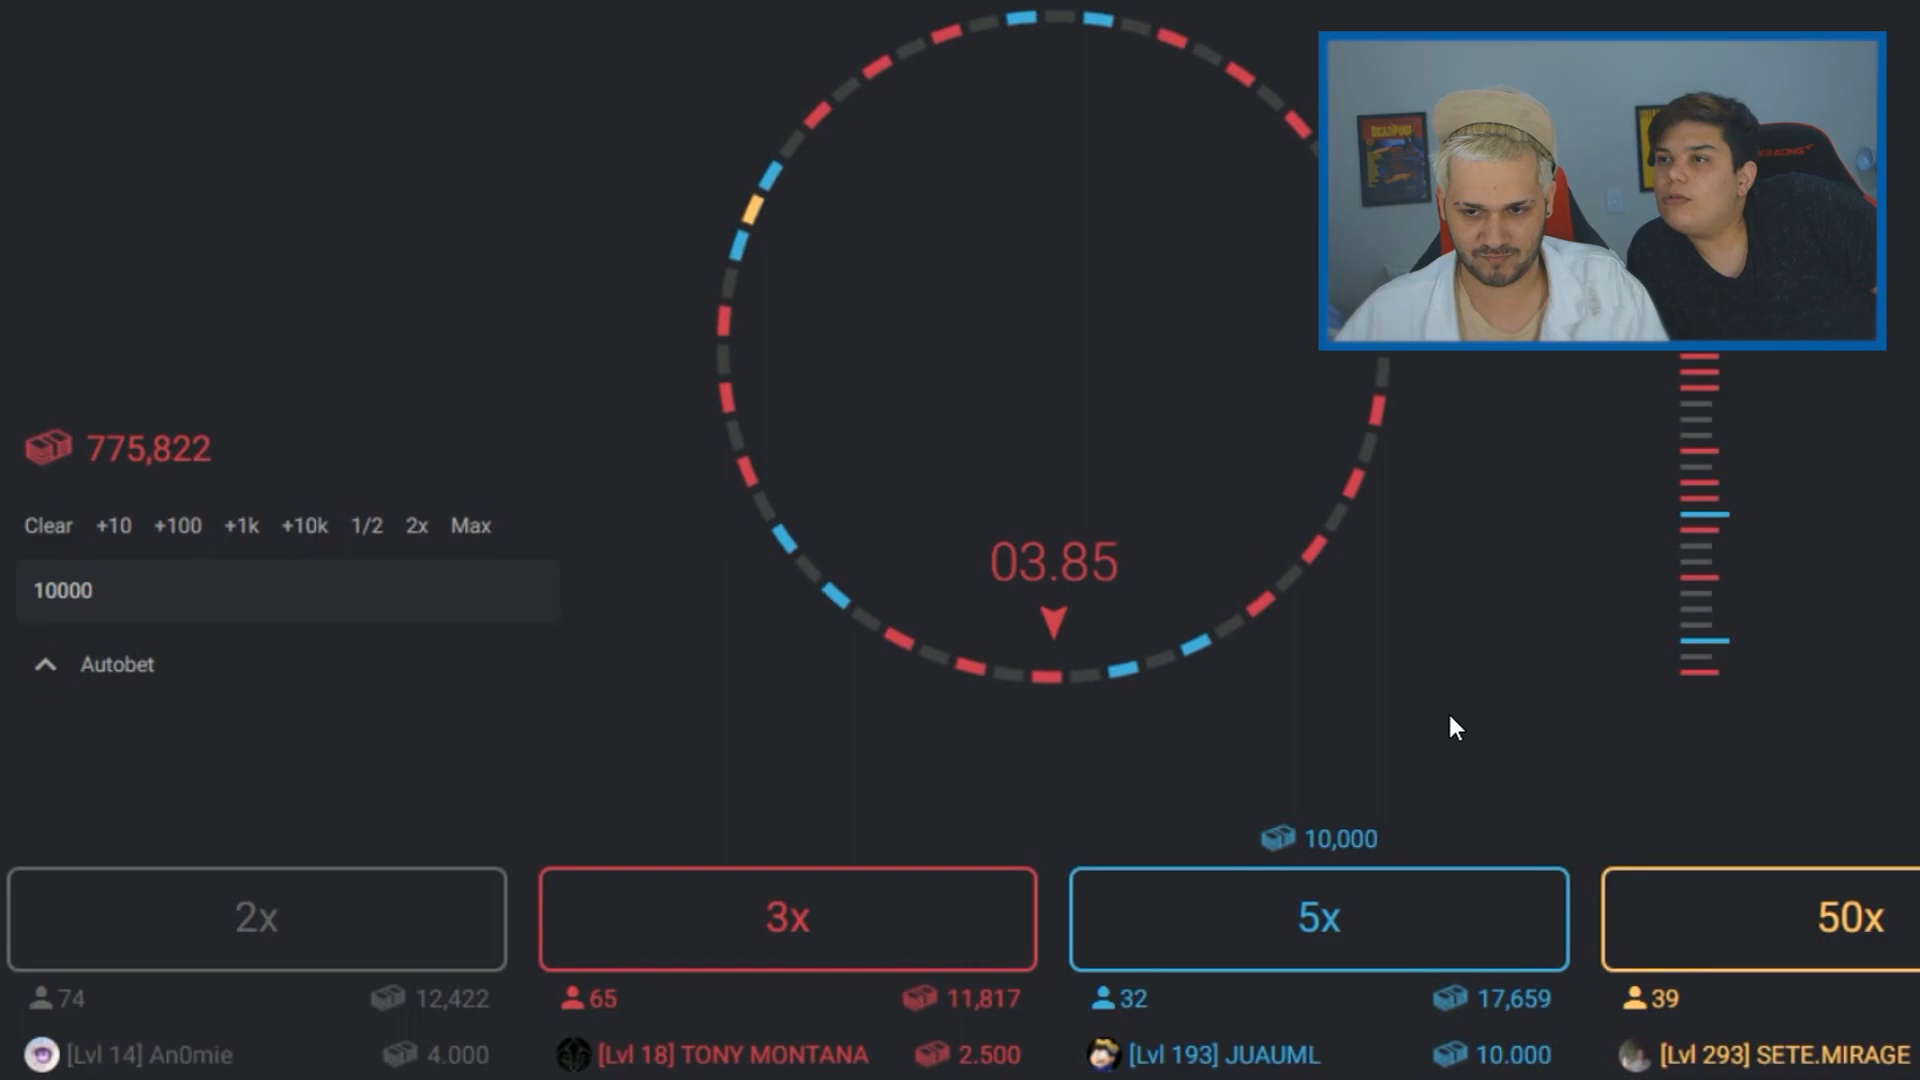 DEADPOOL
XRACING
775,822
Clear +10 +100 +1k +10k 1/2 2x Max
10000
Autobet
03.85
10,000
2x 3x 5x 50x
74 12,422 65 11,817 32 17,659 39
[Lvl 14] An0mie 4.000 [Lvl 18] TONY MONTANA 2.500 [Lvl 193] JUAUML 10.000 [Lvl 293] SETE.MIRAGE